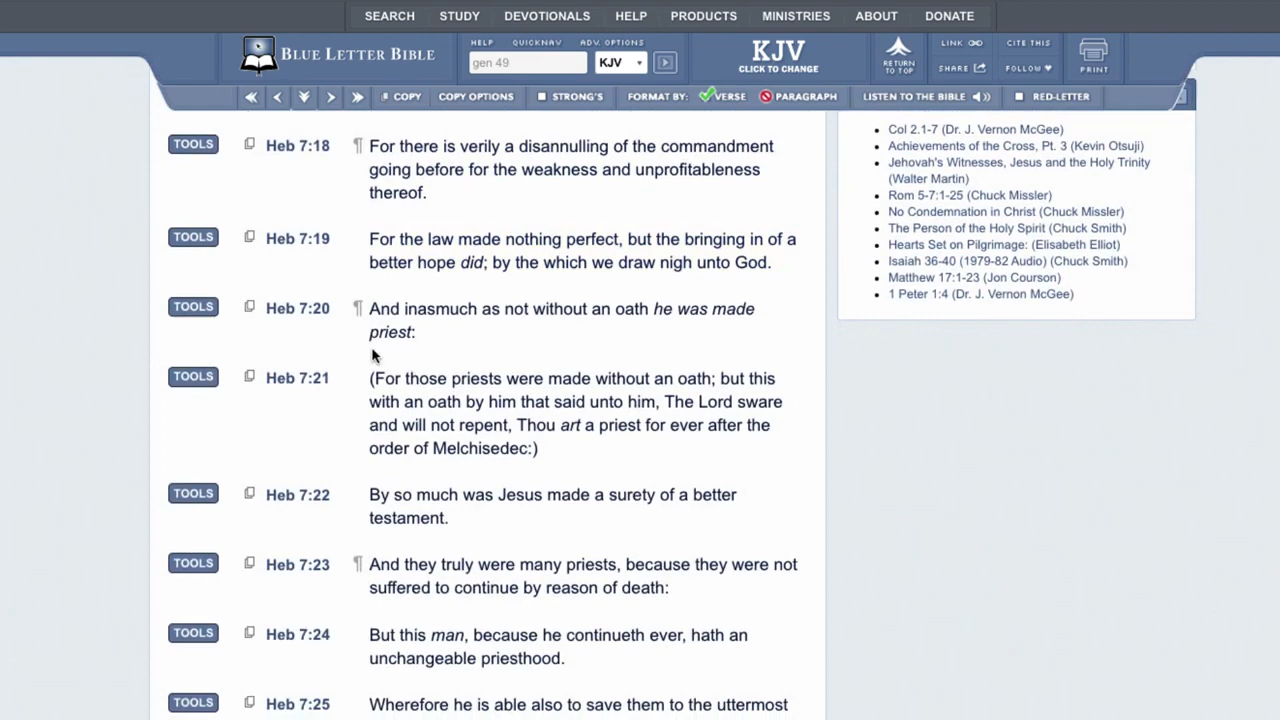 SEARCH STUDY DEVOTIONALS HELP PRODUCTS MINISTRIES ABOUT DONATE
BLUE LETTER BIBLE
HELP QUICKNAV ADV. OPTIONS
gen 49 KJV
KJV
CLICK TO CHANGE
RETURN
TO TOP
LINK CITE THIS
SHARE FOLLOW
PRINT
COPY COPY OPTIONS STRONG'S FORMAT BY: VERSE PARAGRAPH LISTEN TO THE BIBLE RED-LETTER
TOOLS Heb 7:18 ¶ For there is verily a disannulling of the commandment
going before for the weakness and unprofitableness
thereof.
TOOLS Heb 7:19 For the law made nothing perfect, but the bringing in of a
better hope did; by the which we draw nigh unto God.
TOOLS Heb 7:20 ¶ And inasmuch as not without an oath he was made
priest:
TOOLS Heb 7:21 (For those priests were made without an oath; but this
with an oath by him that said unto him, The Lord sware
and will not repent, Thou art a priest for ever after the
order of Melchisedec:)
TOOLS Heb 7:22 By so much was Jesus made a surety of a better
testament.
TOOLS Heb 7:23 ¶ And they truly were many priests, because they were not
suffered to continue by reason of death:
TOOLS Heb 7:24 But this man, because he continueth ever, hath an
unchangeable priesthood.
TOOLS Heb 7:25 Wherefore he is able also to save them to the uttermost
Col 2.1-7 (Dr. J. Vernon McGee)
Achievements of the Cross, Pt. 3 (Kevin Otsuji)
Jehovah's Witnesses, Jesus and the Holy Trinity
(Walter Martin)
Rom 5-7:1-25 (Chuck Missler)
No Condemnation in Christ (Chuck Missler)
The Person of the Holy Spirit (Chuck Smith)
Hearts Set on Pilgrimage: (Elisabeth Elliot)
Isaiah 36-40 (1979-82 Audio) (Chuck Smith)
Matthew 17:1-23 (Jon Courson)
1 Peter 1:4 (Dr. J. Vernon McGee)